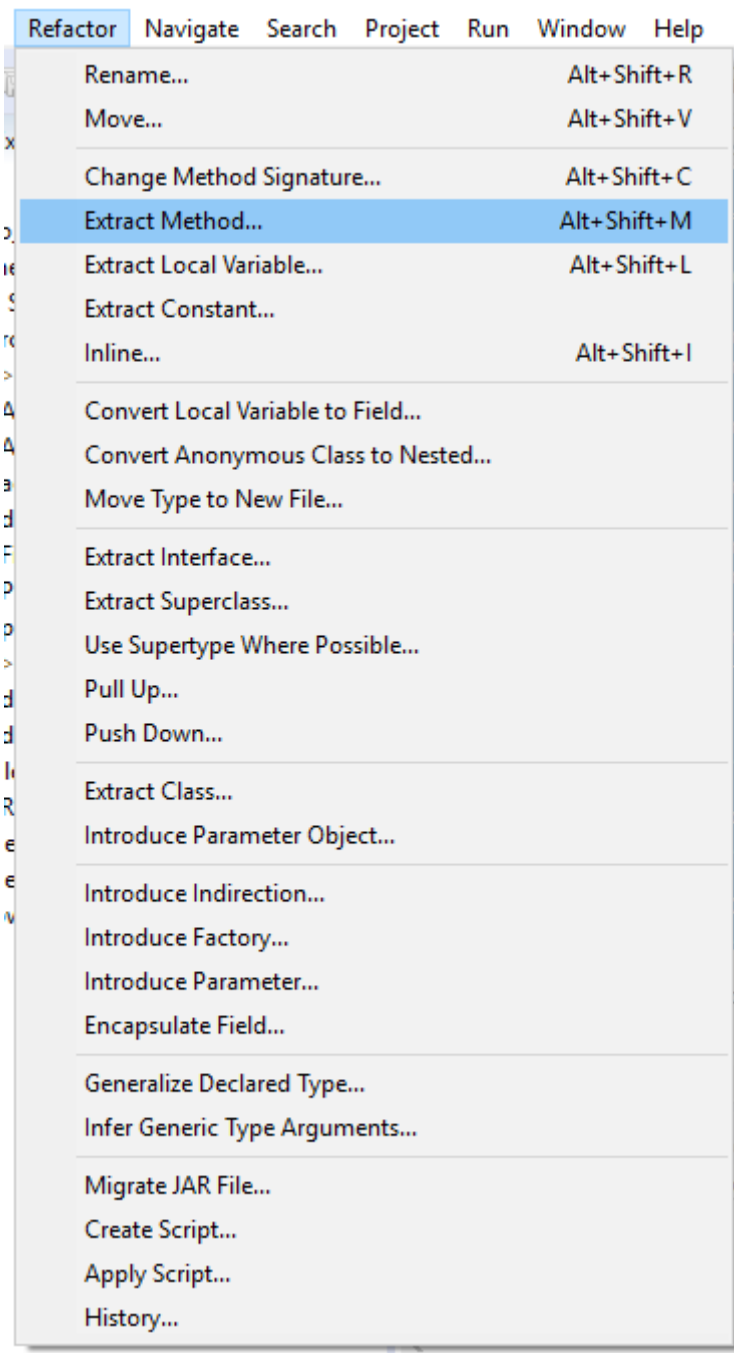 Refactor Navigate Search Project Run Window Help
Rename... Alt+Shift+R
Move... Alt+Shift+V
Change Method Signature... Alt+Shift+C
Extract Method... Alt+Shift+M
Extract Local Variable... Alt+Shift+L
Extract Constant...
Inline... Alt+Shift+I
Convert Local Variable to Field...
Convert Anonymous Class to Nested...
Move Type to New File...
Extract Interface...
Extract Superclass...
Use Supertype Where Possible...
Pull Up...
Push Down...
Extract Class...
Introduce Parameter Object...
Introduce Indirection...
Introduce Factory...
Introduce Parameter...
Encapsulate Field...
Generalize Declared Type...
Infer Generic Type Arguments...
Migrate JAR File...
Create Script...
Apply Script...
History...